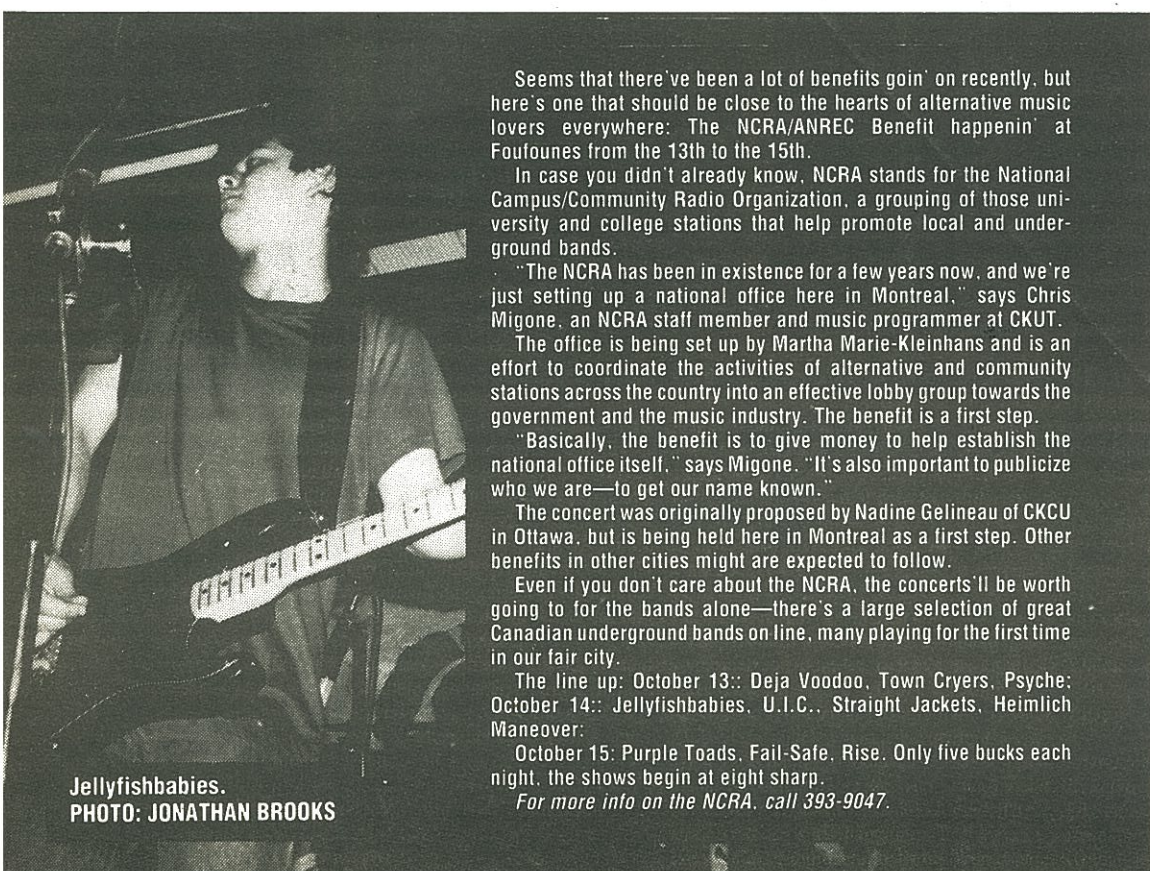 Seems that there've been a lot of benefits goin' on recently, but
here's one that should be close to the hearts of alternative music
lovers everywhere: The NCRA/ANREC Benefit happenin' at
Foufounes from the 13th to the 15th.
In case you didn't already know, NCRA stands for the National
Campus/Community Radio Organization, a grouping of those uni-
versity and college stations that help promote local and under-
ground bands.
"The NCRA has been in existence for a few years now, and we're
just setting up a national office here in Montreal," says Chris
Migone, an NCRA staff member and music programmer at CKUT.
The office is being set up by Martha Marie-Kleinhans and is an
effort to coordinate the activities of alternative and community
stations across the country into an effective lobby group towards the
government and the music industry. The benefit is a first step.
"Basically, the benefit is to give money to help establish the
national office itself," says Migone. "It's also important to publicize
who we are—to get our name known."
The concert was originally proposed by Nadine Gelineau of CKCU
in Ottawa, but is being held here in Montreal as a first step. Other
benefits in other cities might are expected to follow.
Even if you don't care about the NCRA, the concerts'll be worth
going to for the bands alone—there's a large selection of great
Canadian underground bands on line, many playing for the first time
in our fair city.
The line up: October 13:: Deja Voodoo, Town Cryers, Psyche;
October 14:: Jellyfishbabies, U.I.C., Straight Jackets, Heimlich
Maneover;
October 15: Purple Toads, Fail-Safe, Rise. Only five bucks each
night, the shows begin at eight sharp.
For more info on the NCRA, call 393-9047.
Jellyfishbabies.
PHOTO: JONATHAN BROOKS